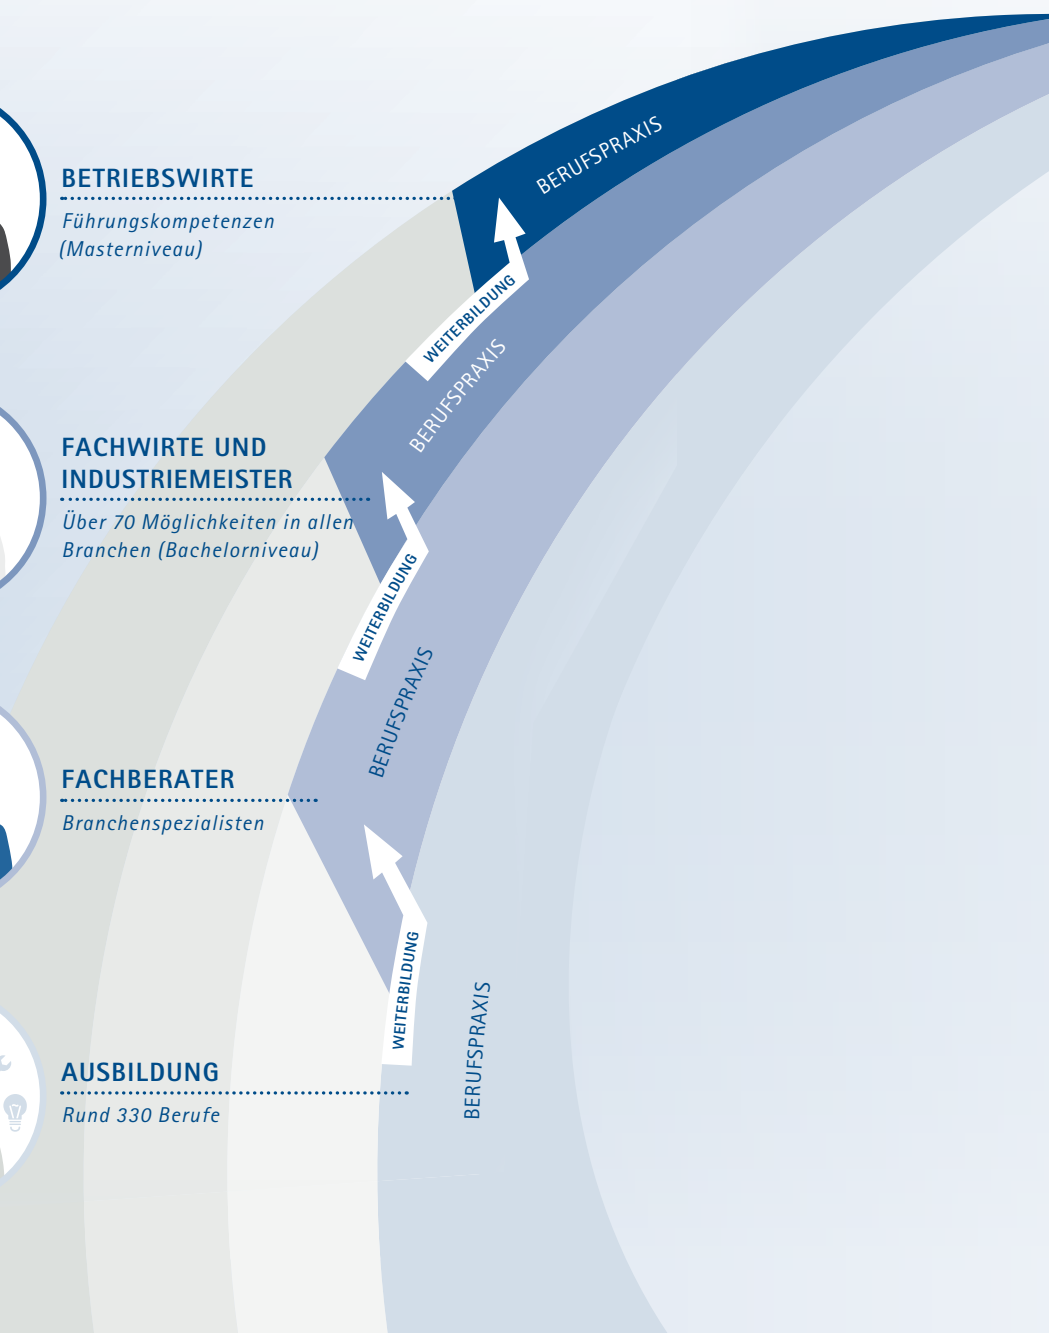 BERUFSPRAXIS
BETRIEBSWIRTE
Führungskompetenzen
(Masterniveau)
WEITERBILDUNG
BERUFSPRAXIS
FACHWIRTE UND
INDUSTRIEMEISTER
Über 70 Möglichkeiten in allen
Branchen (Bachelorniveau)
WEITERBILDUNG
BERUFSPRAXIS
FACHBERATER
Branchenspezialisten
WEITERBILDUNG
BERUFSPRAXIS
AUSBILDUNG
Rund 330 Berufe